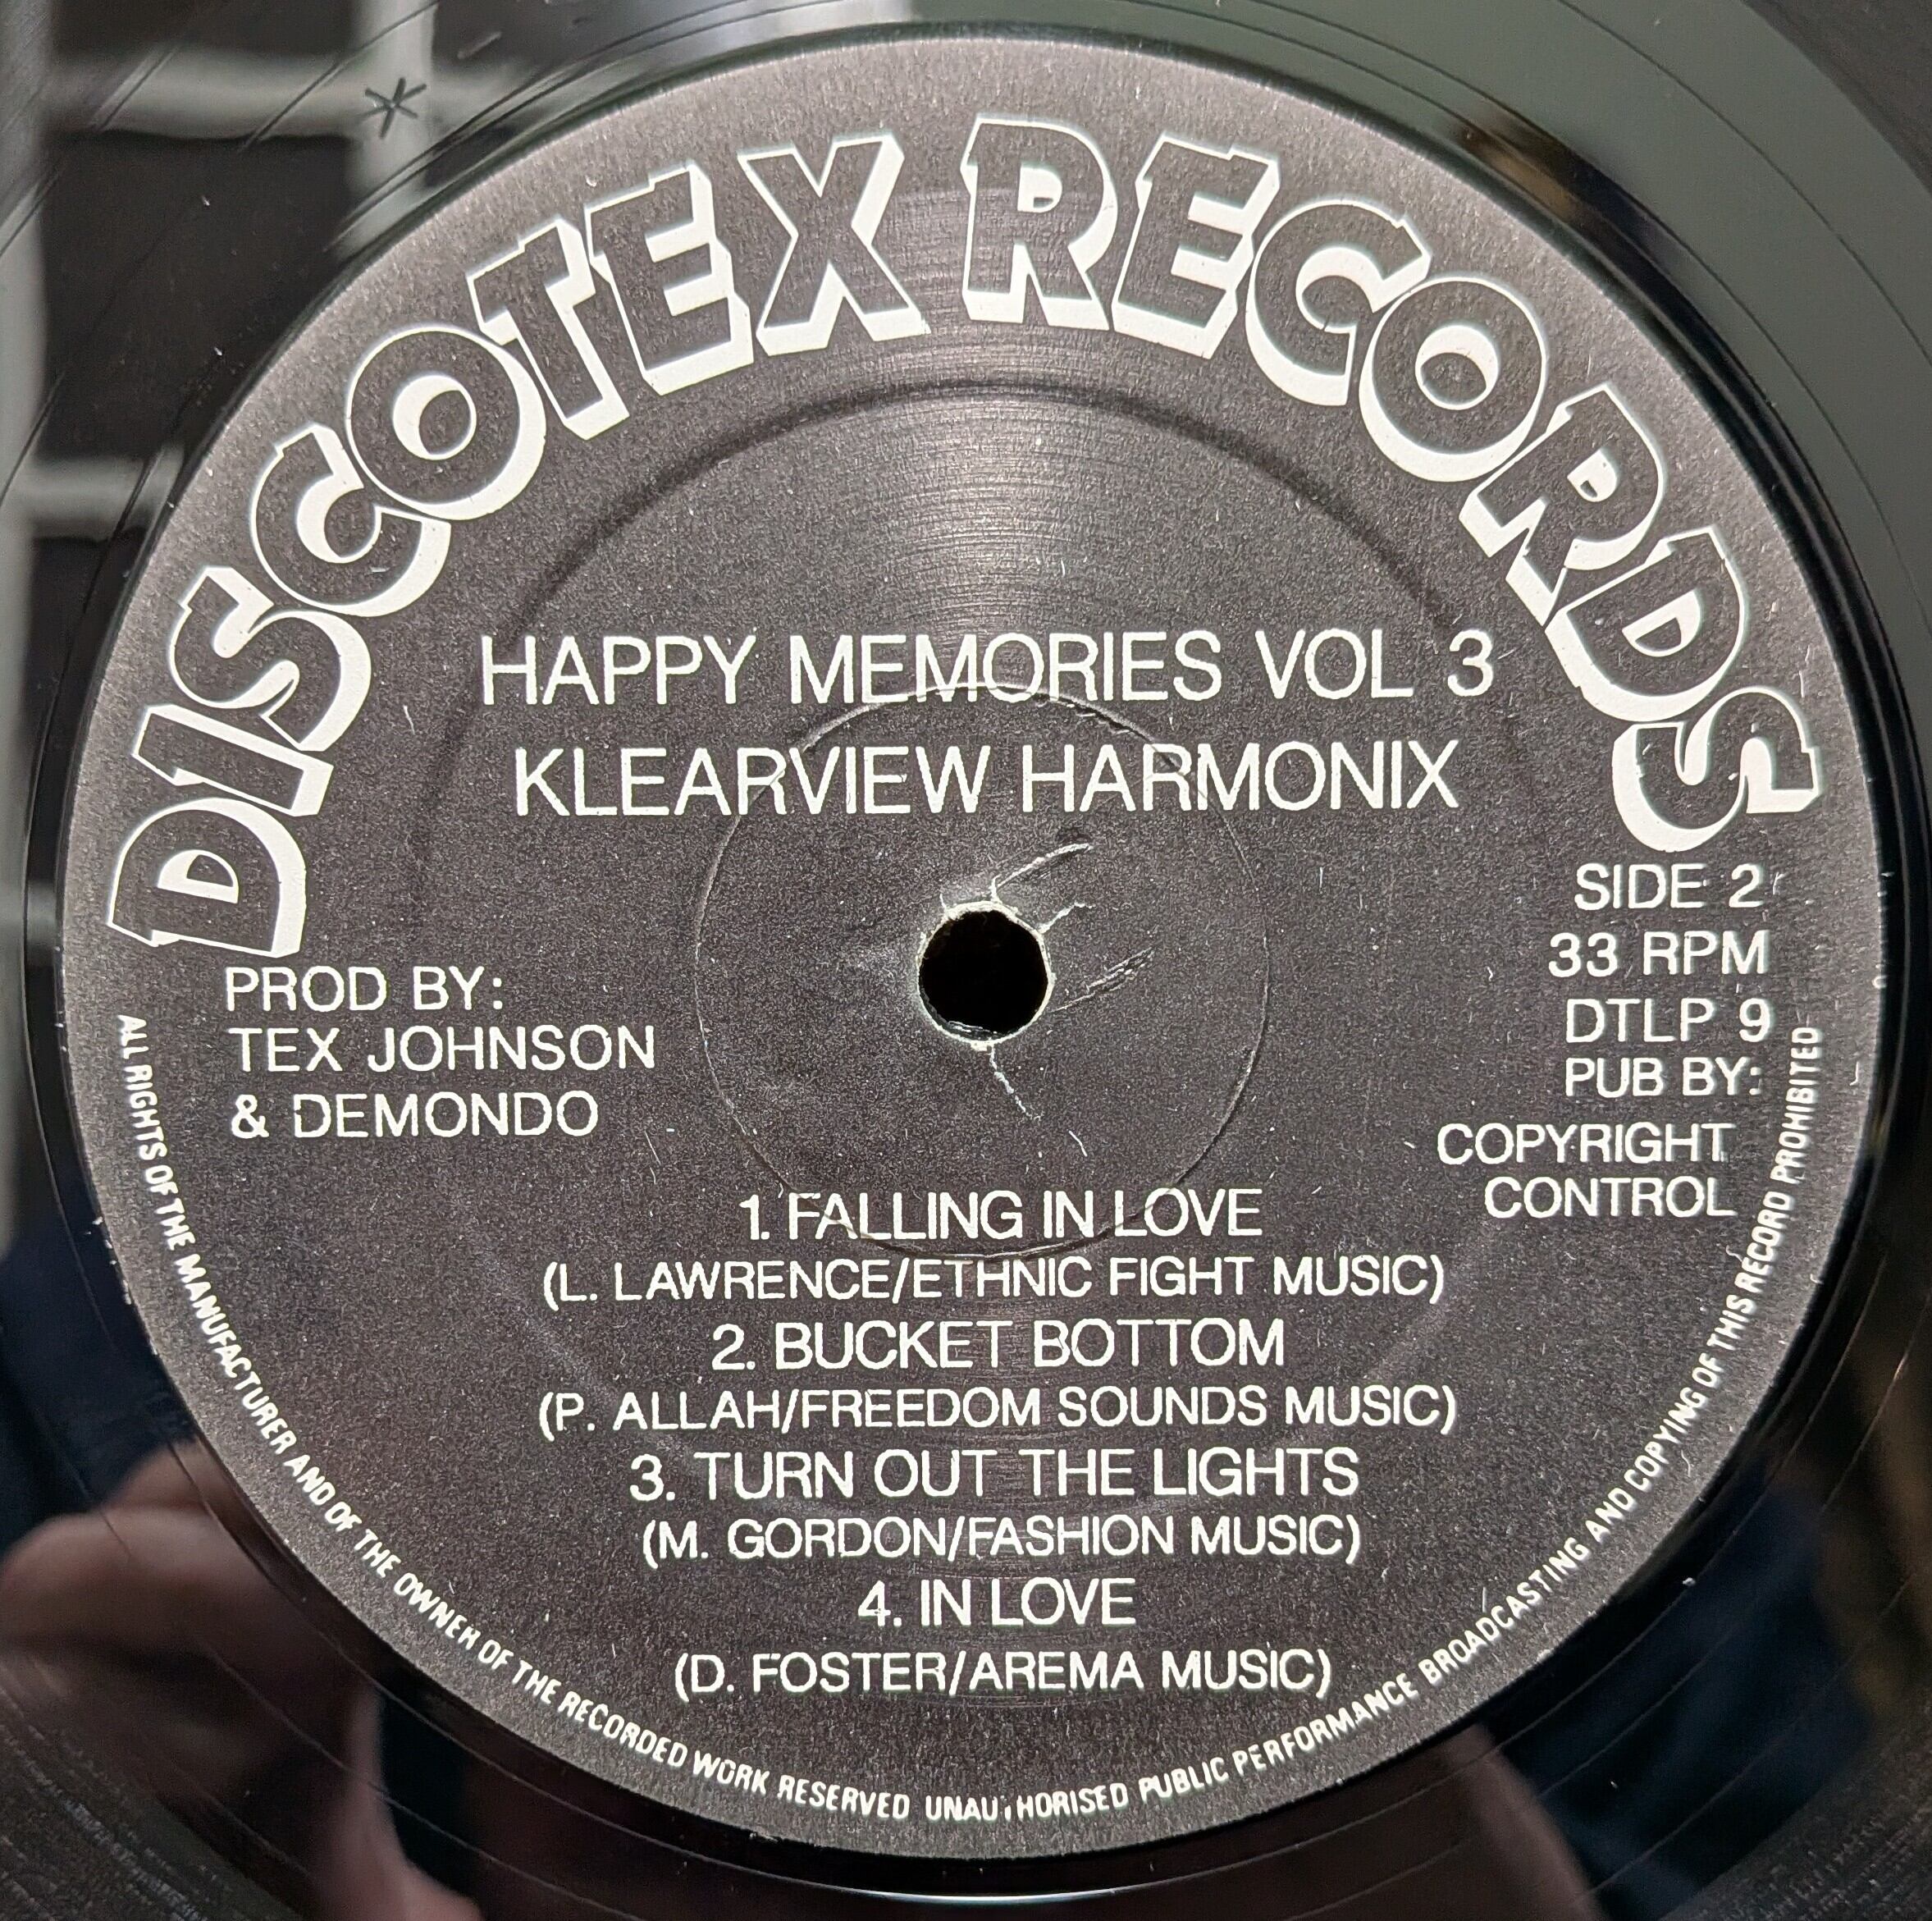 DISCOTEX RECORDS
HAPPY MEMORIES VOL 3
KLEARVIEW HARMONIX
SIDE 2
33 RPM
DTLP 9
PUB BY:
COPYRIGHT
CONTROL
PROD BY:
TEX JOHNSON
& DEMONDO
1. FALLING IN LOVE
(L. LAWRENCE/ETHNIC FIGHT MUSIC)
2. BUCKET BOTTOM
(P. ALLAH/FREEDOM SOUNDS MUSIC)
3. TURN OUT THE LIGHTS
(M. GORDON/FASHION MUSIC)
4. IN LOVE
(D. FOSTER/AREMA MUSIC)
ALL RIGHTS OF THE MANUFACTURER AND OF THE OWNER OF THE RECORDED WORK RESERVED UNAUTHORISED PUBLIC PERFORMANCE BROADCASTING AND COPYING OF THIS RECORD PROHIBITED